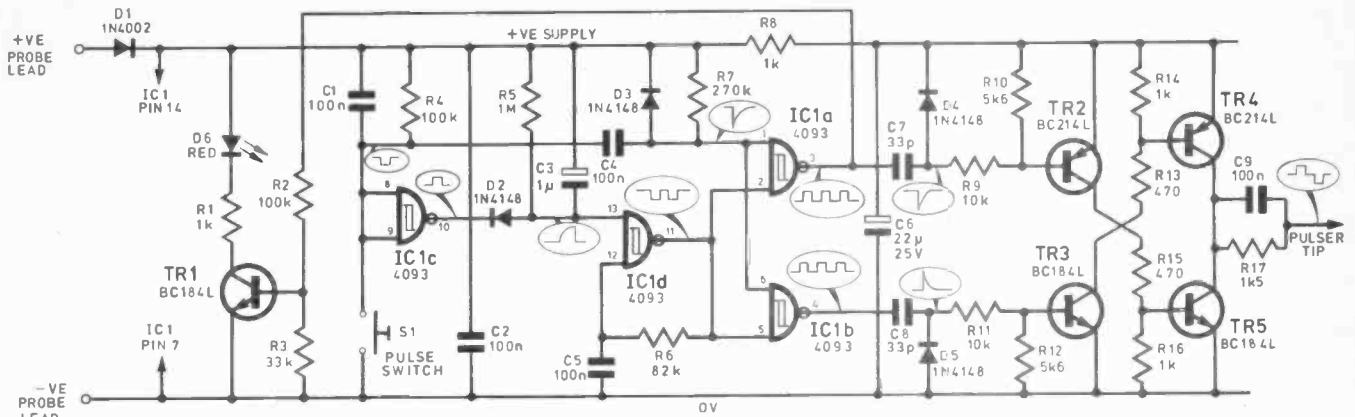 D1
1N4002
+VE
PROBE
LEAD
IC1
PIN 14
+VE SUPPLY
R8
1k
C1
100n
R4
100k
R5
1M
D3
1N4148
R7
270k
D6
RED
R2
100k
R1
1k
TR1
BC184L
IC1
PIN 7
R3
33k
-VE
PROBE
LEAD
8
9
10
IC1c
4093
D2
1N4148
C3
1µ
C4
100n
13
12
11
IC1d
4093
S1
PULSE
SWITCH
C2
100n
C5
100n
R6
82k
IC1a
4093
1
2
3
6
5
4
IC1b
4093
C6
22µ
25V
C7
33p
D4
1N4148
R9
10k
R10
5k6
TR2
BC214L
C8
33p
D5
1N4148
R11
10k
R12
5k6
TR3
BC184L
R14
1k
R13
470
R15
470
R16
1k
TR4
BC214L
C9
100n
PULSER
TIP
R17
1k5
TR5
BC184L
0V